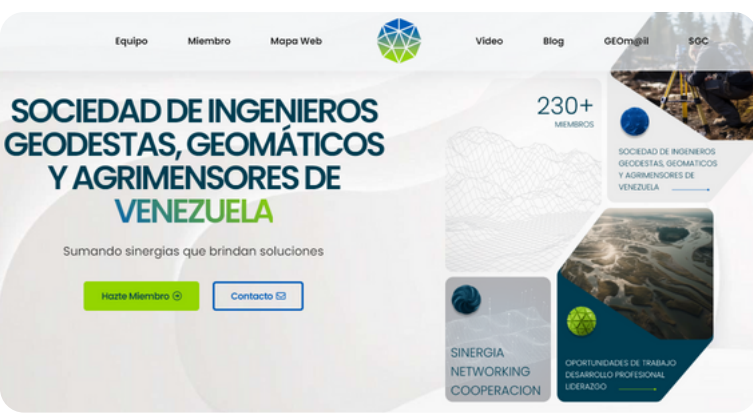 Equipo
Miembro
Mapa Web
Video
Blog
GEOm@il
SGC
SOCIEDAD DE INGENIEROS
GEODESTAS, GEOMÁTICOS
Y AGRIMENSORES DE
VENEZUELA
Sumando sinergias que brindan soluciones
Hazte Miembro
Contacto
230+
MIEMBROS
SOCIEDAD DE INGENIEROS
GEODESTAS, GEOMATICOS
Y AGRIMENSORES DE
VENEZUELA
SINERGIA
NETWORKING
COOPERACION
OPORTUNIDADES DE TRABAJO
DESARROLLO PROFESIONAL
LIDERAZGO